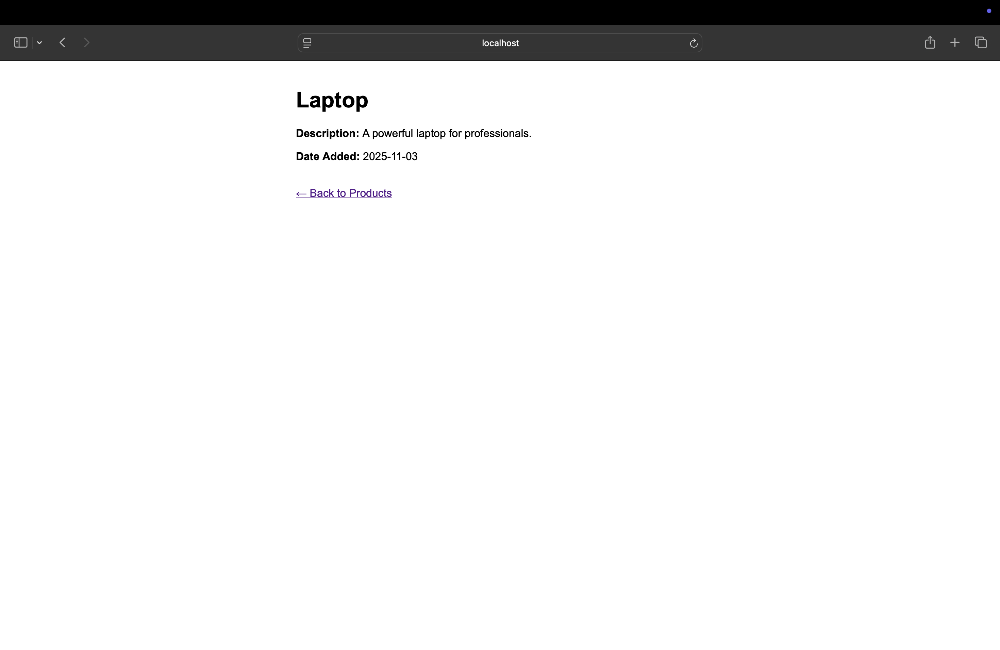 localhost
Laptop
Description: A powerful laptop for professionals.
Date Added: 2025-11-03
← Back to Products